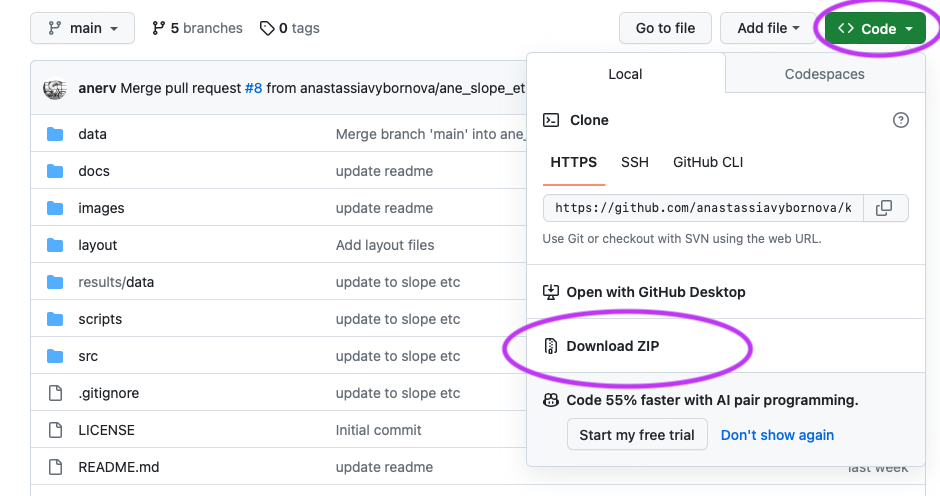 main 5 branches 0 tags Go to file Add file Code
Local Codespaces
anerv Merge pull request #8 from anastassiavybornova/ane_slope_et
Clone
data Merge branch 'main' into ane_
HTTPS SSH GitHub CLI
docs update readme
images update readme
https://github.com/anastassiavybornova/k
layout Add layout files
Use Git or checkout with SVN using the web URL.
results/data update to slope etc
Open with GitHub Desktop
scripts update to slope etc
src update to slope etc
Download ZIP
.gitignore update to slope etc
Code 55% faster with AI pair programming.
LICENSE Initial commit
Start my free trial Don't show again
README.md update readme last week